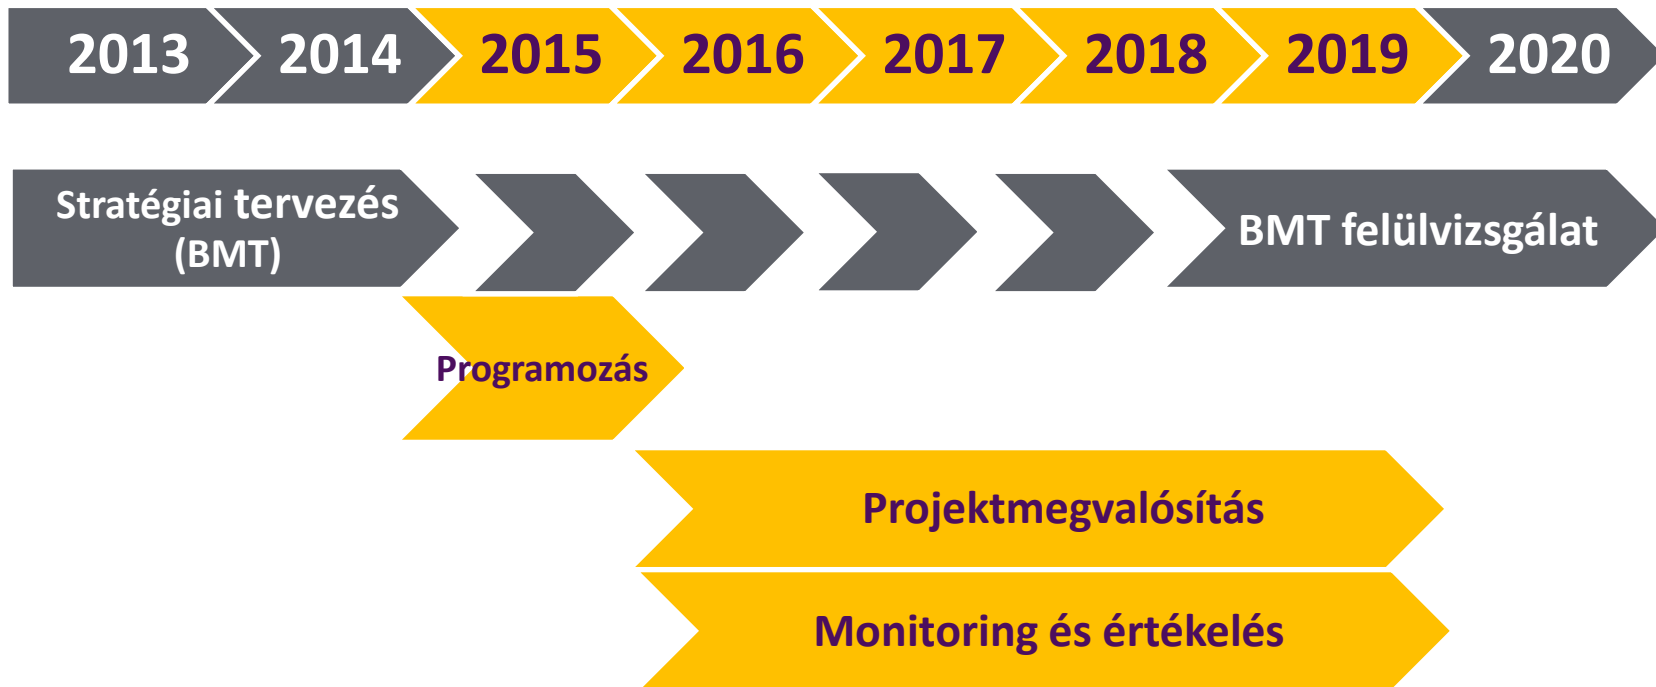 2013 2014 2015 2016 2017 2018 2019 2020
Stratégiai tervezés
(BMT)
BMT felülvizsgálat
Programozás
Projektmegvalósítás
Monitoring és értékelés